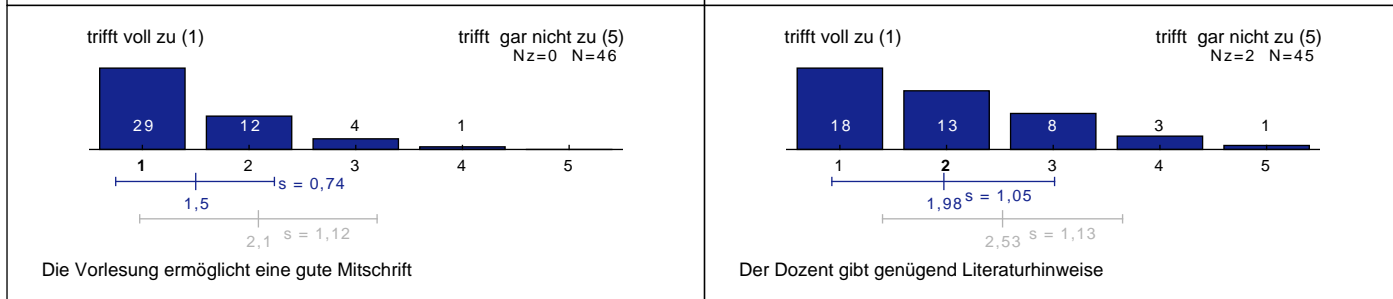 trifft voll zu (1)
trifft gar nicht zu (5)
Nz=0 N=46
29
12
4
1
1
2
3
4
5
s = 0,74
1,5
s = 1,12
2,1
Die Vorlesung ermöglicht eine gute Mitschrift
trifft voll zu (1)
trifft gar nicht zu (5)
Nz=2 N=45
18
13
8
3
1
1
2
3
4
5
s = 1,05
1,98
s = 1,13
2,53
Der Dozent gibt genügend Literaturhinweise